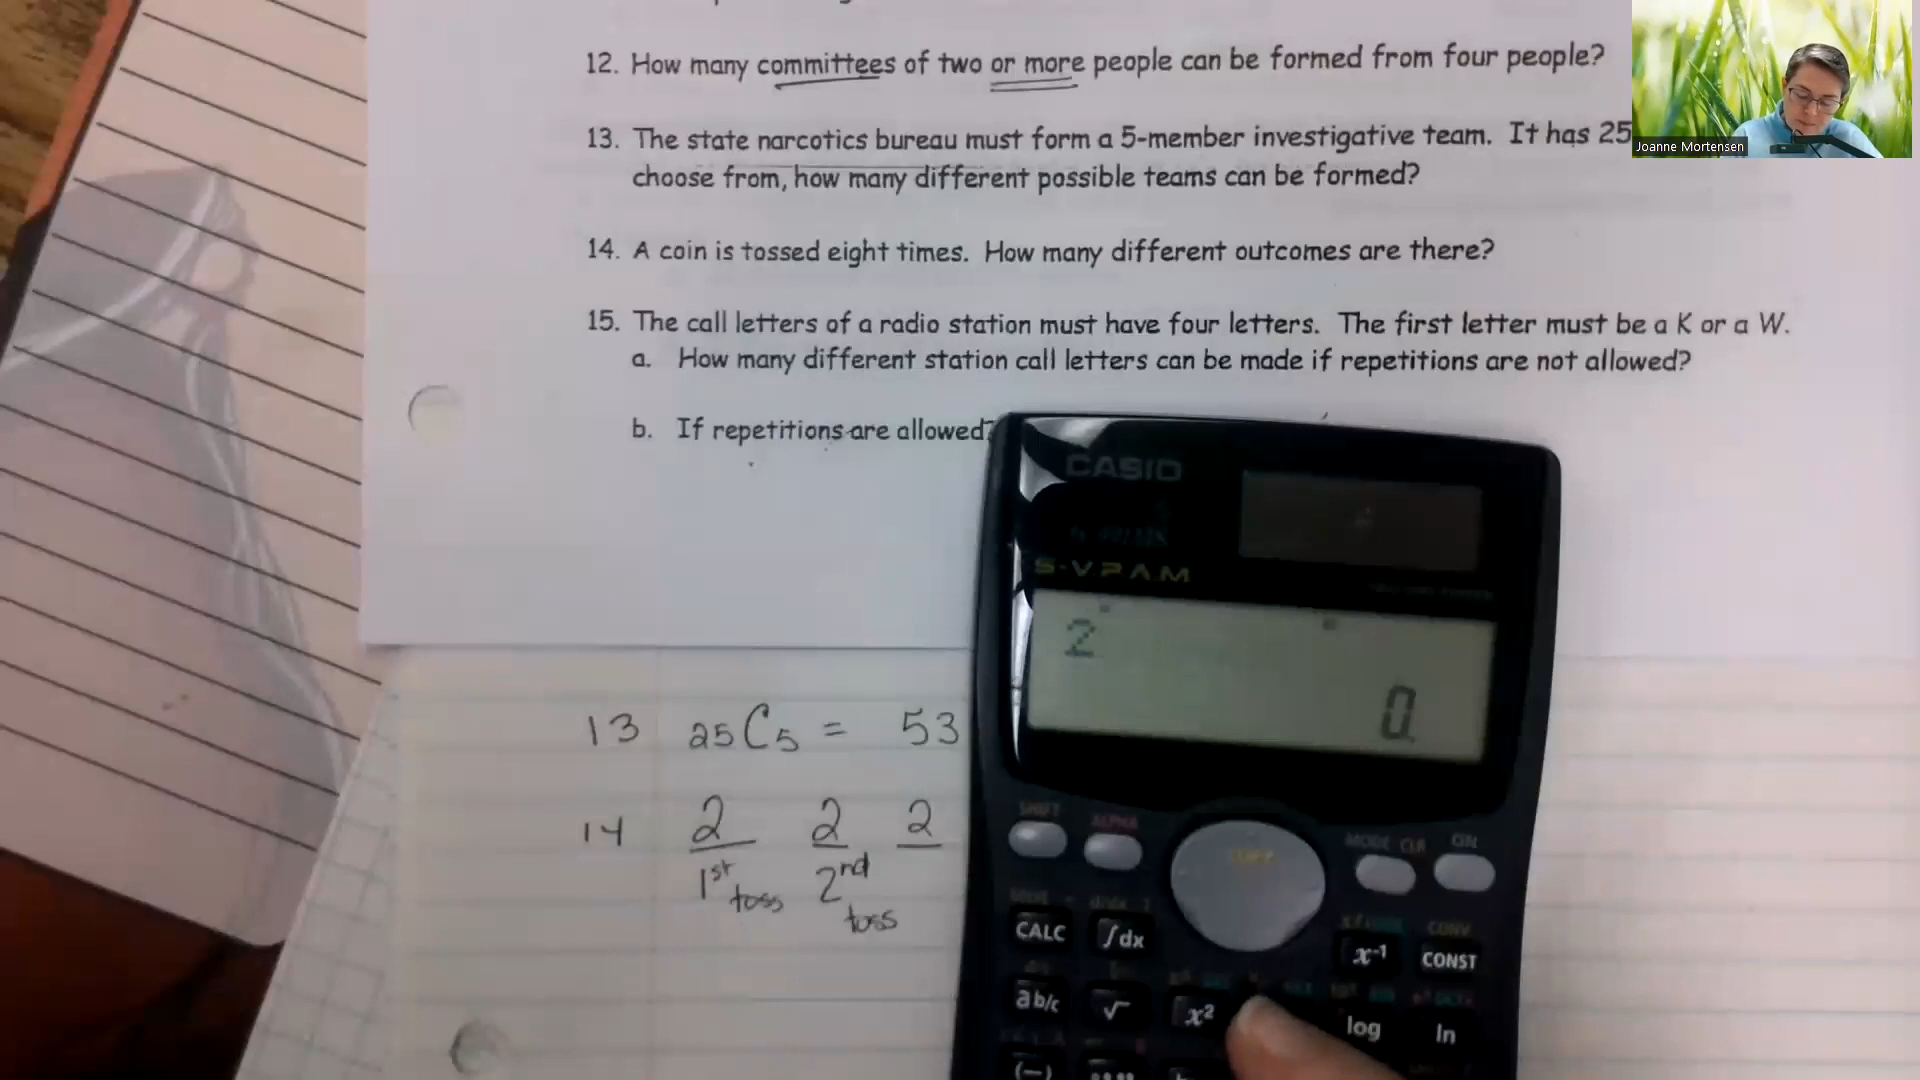 12. How many committees of two or more people can be formed from four people?
13. The state narcotics bureau must form a 5-member investigative team. It has 25
choose from, how many different possible teams can be formed?
14. A coin is tossed eight times. How many different outcomes are there?
15. The call letters of a radio station must have four letters. The first letter must be a K or a W.
a. How many different station call letters can be made if repetitions are not allowed?
b. If repetitions are allowed?
Joanne Mortensen
CASIO
S-V.P.A.M.
2
0.
13 25C5 = 53
14 2 2 2
1st toss 2nd toss
SHIFT ALPHA MODE CLR ON
COPY
CALC ∫dx x-1 CONST
CONV
ab/c √ x2 log ln
(–)